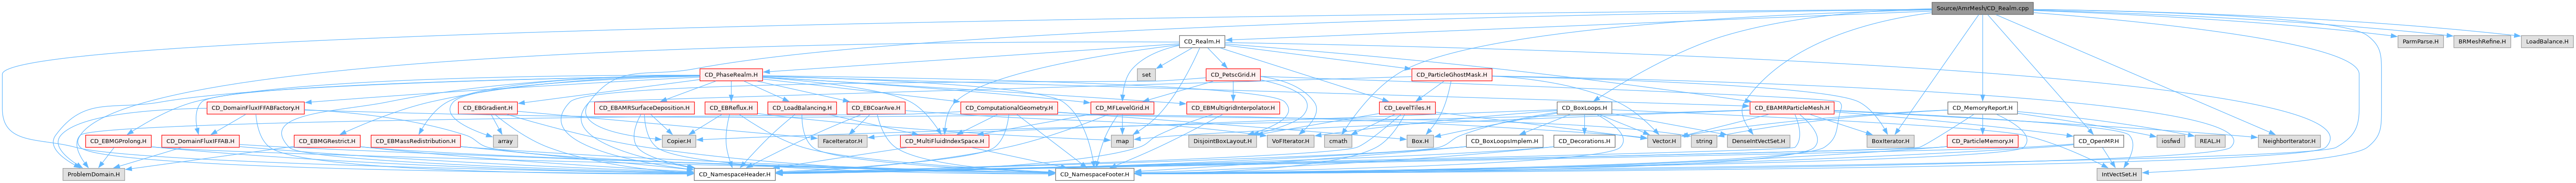 Source/AmrMesh/CD_Realm.cpp
CD_Realm.H
ParmParse.H
BRMeshRefine.H
LoadBalance.H
set
CD_PhaseRealm.H
CD_PetscGrid.H
CD_ParticleGhostMask.H
CD_DomainFluxIFFABFactory.H
CD_EBGradient.H
CD_EBAMRSurfaceDeposition.H
CD_EBReflux.H
CD_LoadBalancing.H
CD_EBCoarAve.H
CD_ComputationalGeometry.H
CD_MFLevelGrid.H
CD_EBMultigridInterpolator.H
CD_LevelTiles.H
CD_BoxLoops.H
CD_EBAMRParticleMesh.H
CD_MemoryReport.H
CD_EBMGProlong.H
CD_DomainFluxIFFAB.H
CD_EBMGRestrict.H
CD_EBMassRedistribution.H
array
Copier.H
FaceIterator.H
CD_MultiFluidIndexSpace.H
map
DisjointBoxLayout.H
VoFIterator.H
cmath
Box.H
CD_BoxLoopsImplem.H
CD_Decorations.H
Vector.H
string
DenseIntVectSet.H
BoxIterator.H
CD_ParticleMemory.H
CD_OpenMP.H
iosfwd
REAL.H
NeighborIterator.H
ProblemDomain.H
CD_NamespaceHeader.H
CD_NamespaceFooter.H
IntVectSet.H